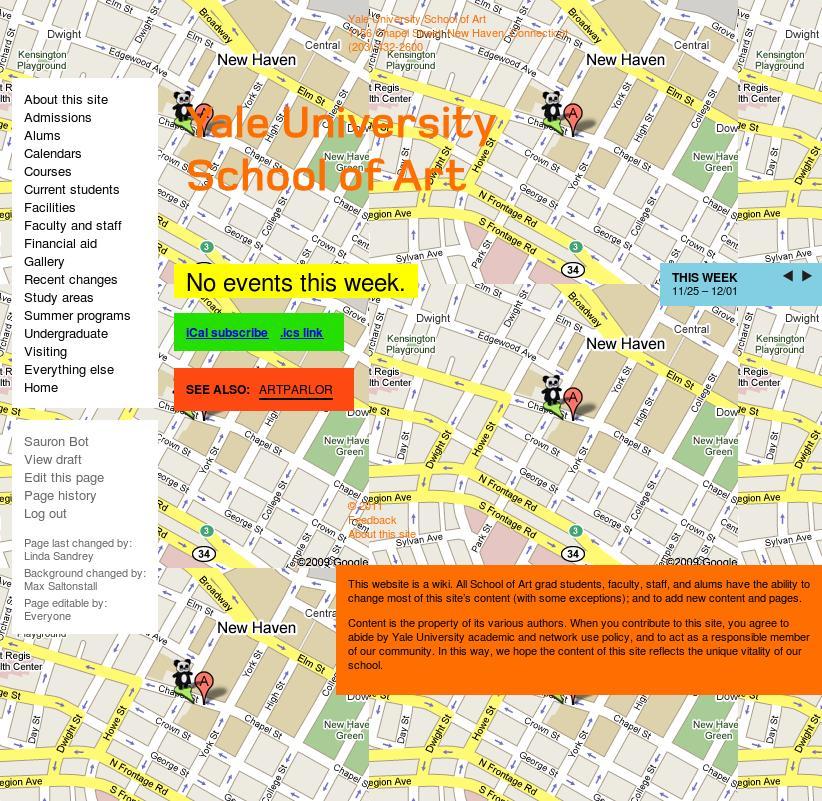 Yale University School of Art
1156 Chapel Street, New Haven, Connecticut
(203) 432-2600
Yale University
School of Art
About this site
Admissions
Alums
Calendars
Courses
Current students
Facilities
Faculty and staff
Financial aid
Gallery
Recent changes
Study areas
Summer programs
Undergraduate
Visiting
Everything else
Home
No events this week.
iCal subscribe .ics link
SEE ALSO: ARTPARLOR
THIS WEEK
11/25 – 12/01
Sauron Bot
View draft
Edit this page
Page history
Log out
Page last changed by:
Linda Sandrey
Background changed by:
Max Saltonstall
Page editable by:
Everyone
© 2011
Feedback
About this site
This website is a wiki. All School of Art grad students, faculty, staff, and alums have the ability to
change most of this site's content (with some exceptions); and to add new content and pages.
Content is the property of its various authors. When you contribute to this site, you agree to
abide by Yale University academic and network use policy, and to act as a responsible member
of our community. In this way, we hope the content of this site reflects the unique vitality of our
school.
New Haven
Broadway
Elm St
Dwight
Kensington
Playground
Edgewood Ave
Central
York St
High St
College St
Chapel St
Crown St
George St
New Haven
Green
Howe St
Dwight St
Day St
N Frontage Rd
S Frontage Rd
Park St
Sylvan Ave
Legion Ave
3
34
A
©2009 Google